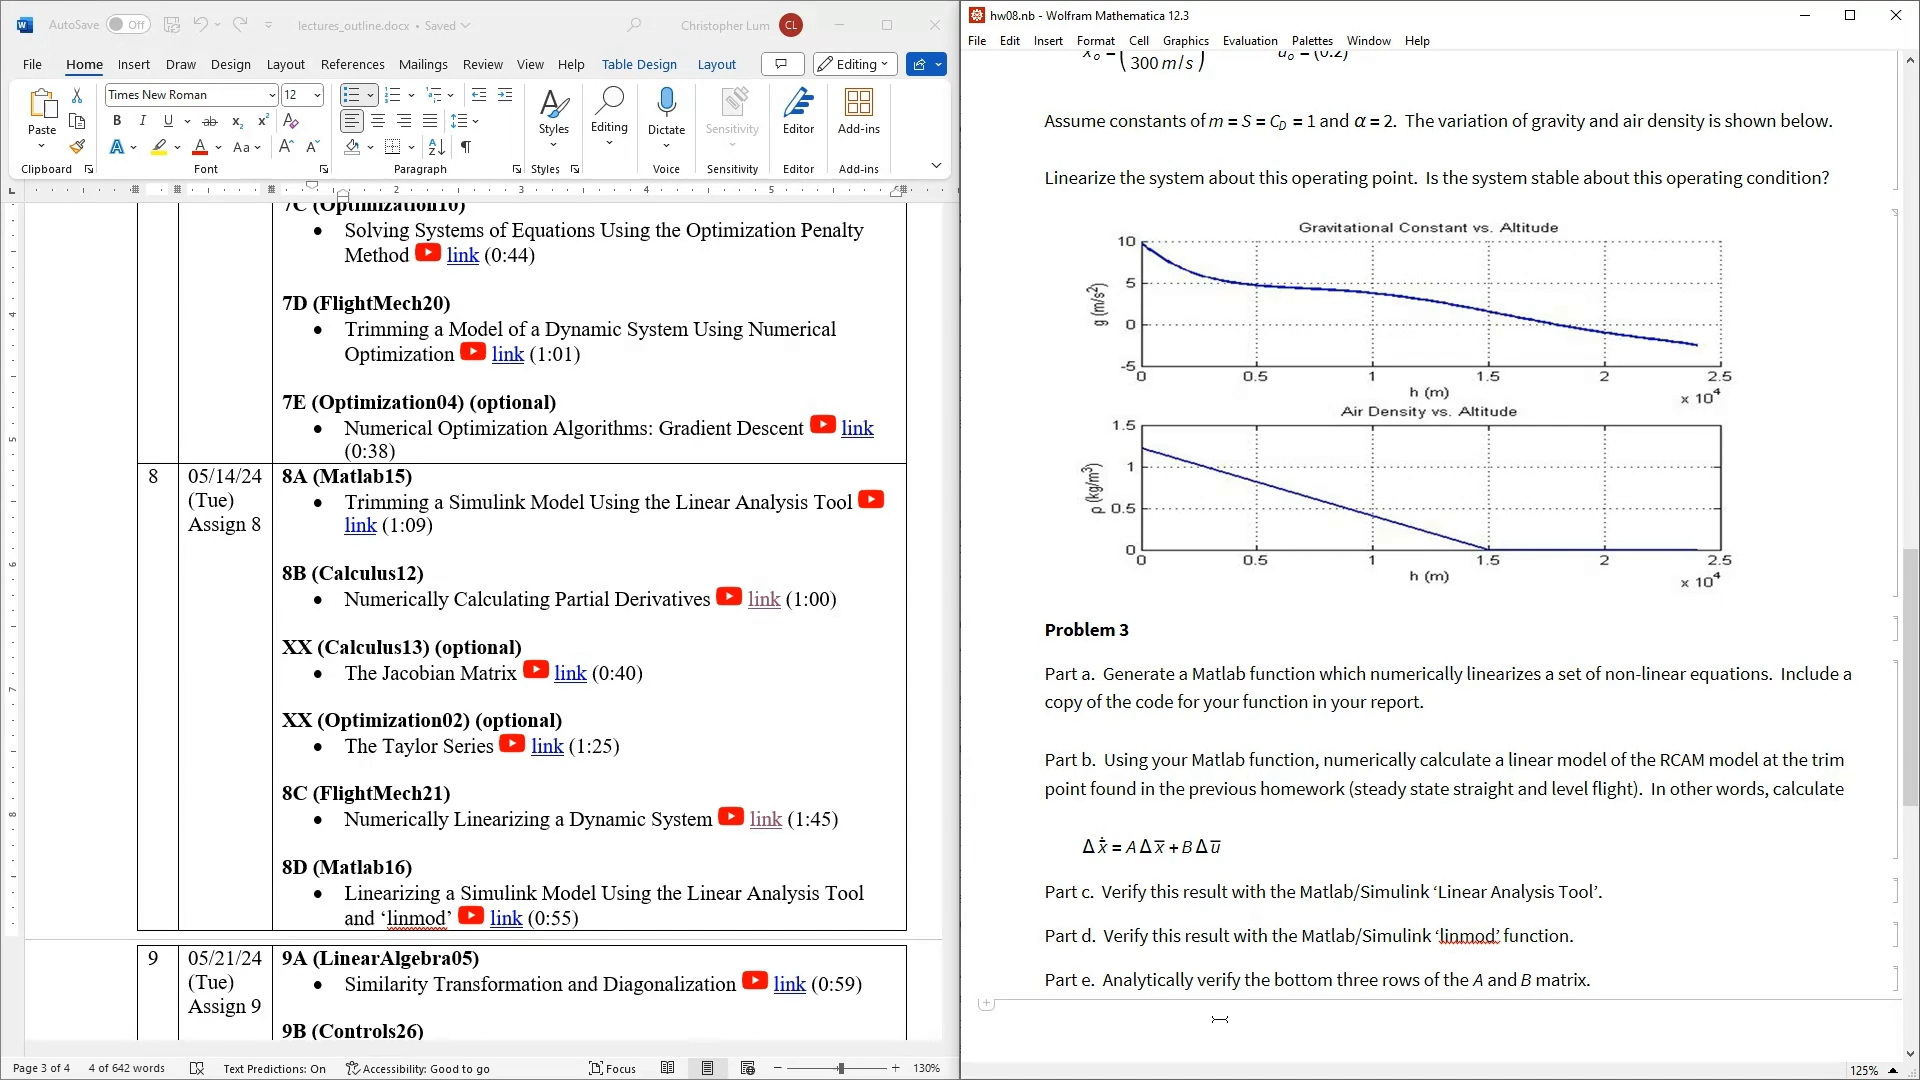 AutoSave Off lectures_outline.docx • Saved Christopher Lum CL
File Home Insert Draw Design Layout References Mailings Review View Help Table Design Layout Editing
Times New Roman 12
Paste Styles Editing Dictate Sensitivity Editor Add-ins
Clipboard Font Paragraph Styles Voice Sensitivity Editor Add-ins
7C (Optimization10)
• Solving Systems of Equations Using the Optimization Penalty
Method link (0:44)
7D (FlightMech20)
• Trimming a Model of a Dynamic System Using Numerical
Optimization link (1:01)
7E (Optimization04) (optional)
• Numerical Optimization Algorithms: Gradient Descent link
(0:38)
8 05/14/24 8A (Matlab15)
(Tue) • Trimming a Simulink Model Using the Linear Analysis Tool
Assign 8 link (1:09)
8B (Calculus12)
• Numerically Calculating Partial Derivatives link (1:00)
XX (Calculus13) (optional)
• The Jacobian Matrix link (0:40)
XX (Optimization02) (optional)
• The Taylor Series link (1:25)
8C (FlightMech21)
• Numerically Linearizing a Dynamic System link (1:45)
8D (Matlab16)
• Linearizing a Simulink Model Using the Linear Analysis Tool
and ‘linmod’ link (0:55)
9 05/21/24 9A (LinearAlgebra05)
(Tue) • Similarity Transformation and Diagonalization link (0:59)
Assign 9
9B (Controls26)
Page 3 of 4 4 of 642 words Text Predictions: On Accessibility: Good to go Focus 130%
hw08.nb - Wolfram Mathematica 12.3
File Edit Insert Format Cell Graphics Evaluation Palettes Window Help
x̄o = ( 300 m/s ) ūo = (0.2)
Assume constants of m = S = C_D = 1 and α = 2. The variation of gravity and air density is shown below.
Linearize the system about this operating point. Is the system stable about this operating condition?
Gravitational Constant vs. Altitude
10
5
0
-5
g (m/s²)
0 0.5 1 1.5 2 2.5
h (m)
x 10⁴
Air Density vs. Altitude
1.5
1
0.5
0
ρ (kg/m³)
0 0.5 1 1.5 2 2.5
h (m)
x 10⁴
Problem 3
Part a. Generate a Matlab function which numerically linearizes a set of non-linear equations. Include a
copy of the code for your function in your report.
Part b. Using your Matlab function, numerically calculate a linear model of the RCAM model at the trim
point found in the previous homework (steady state straight and level flight). In other words, calculate
Δẋ̄ = A Δx̄ + B Δū
Part c. Verify this result with the Matlab/Simulink ‘Linear Analysis Tool’.
Part d. Verify this result with the Matlab/Simulink ‘linmod’ function.
Part e. Analytically verify the bottom three rows of the A and B matrix.
125%